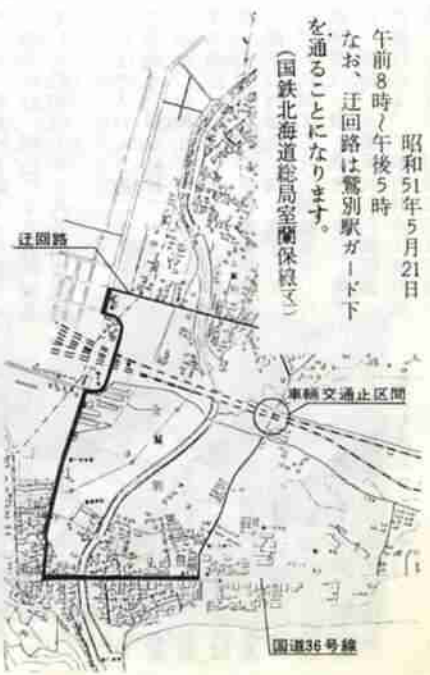 昭和51年5月21日
午前8時~午後5時
なお、迂回路は鷲別駅ガード下
を通ることになります。
(国鉄北海道総局室蘭保線区)
迂回路
車輌交通止区間
国道36号線